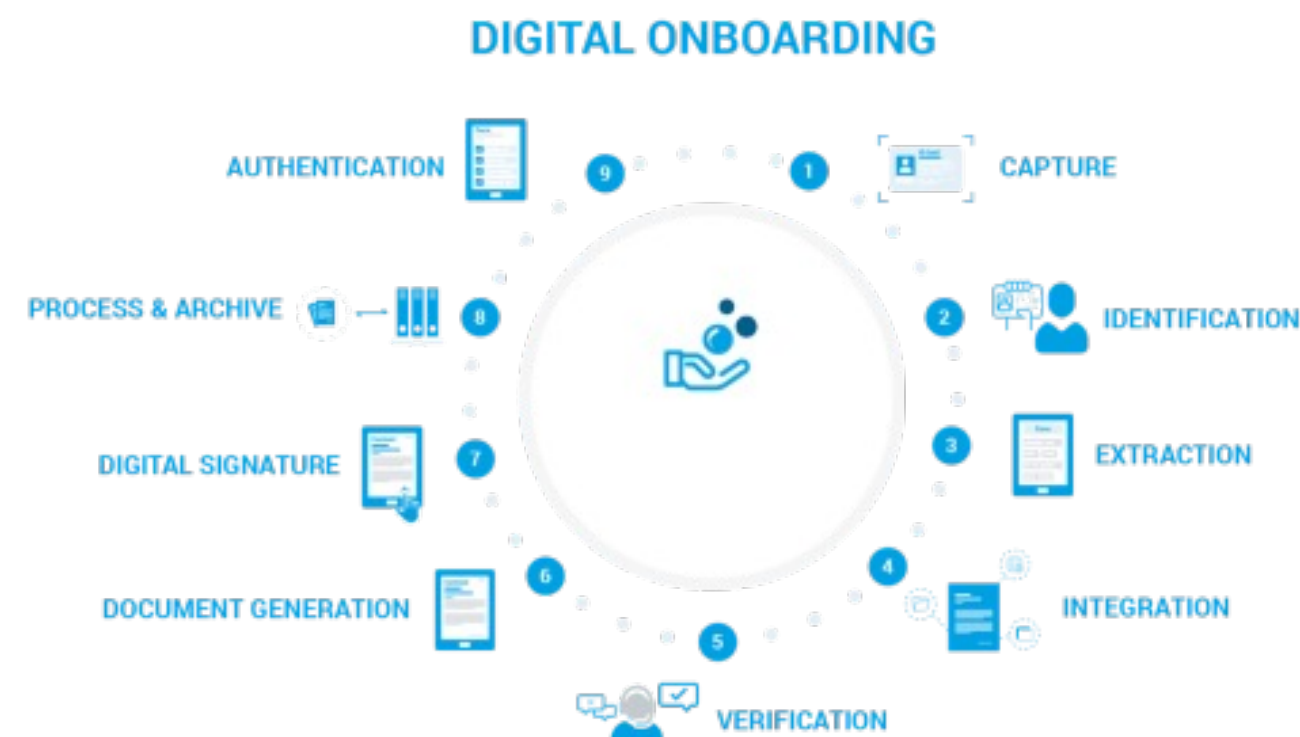 DIGITAL ONBOARDING
1
CAPTURE
2
IDENTIFICATION
3
EXTRACTION
4
INTEGRATION
5
VERIFICATION
6
DOCUMENT GENERATION
7
DIGITAL SIGNATURE
8
PROCESS & ARCHIVE
9
AUTHENTICATION